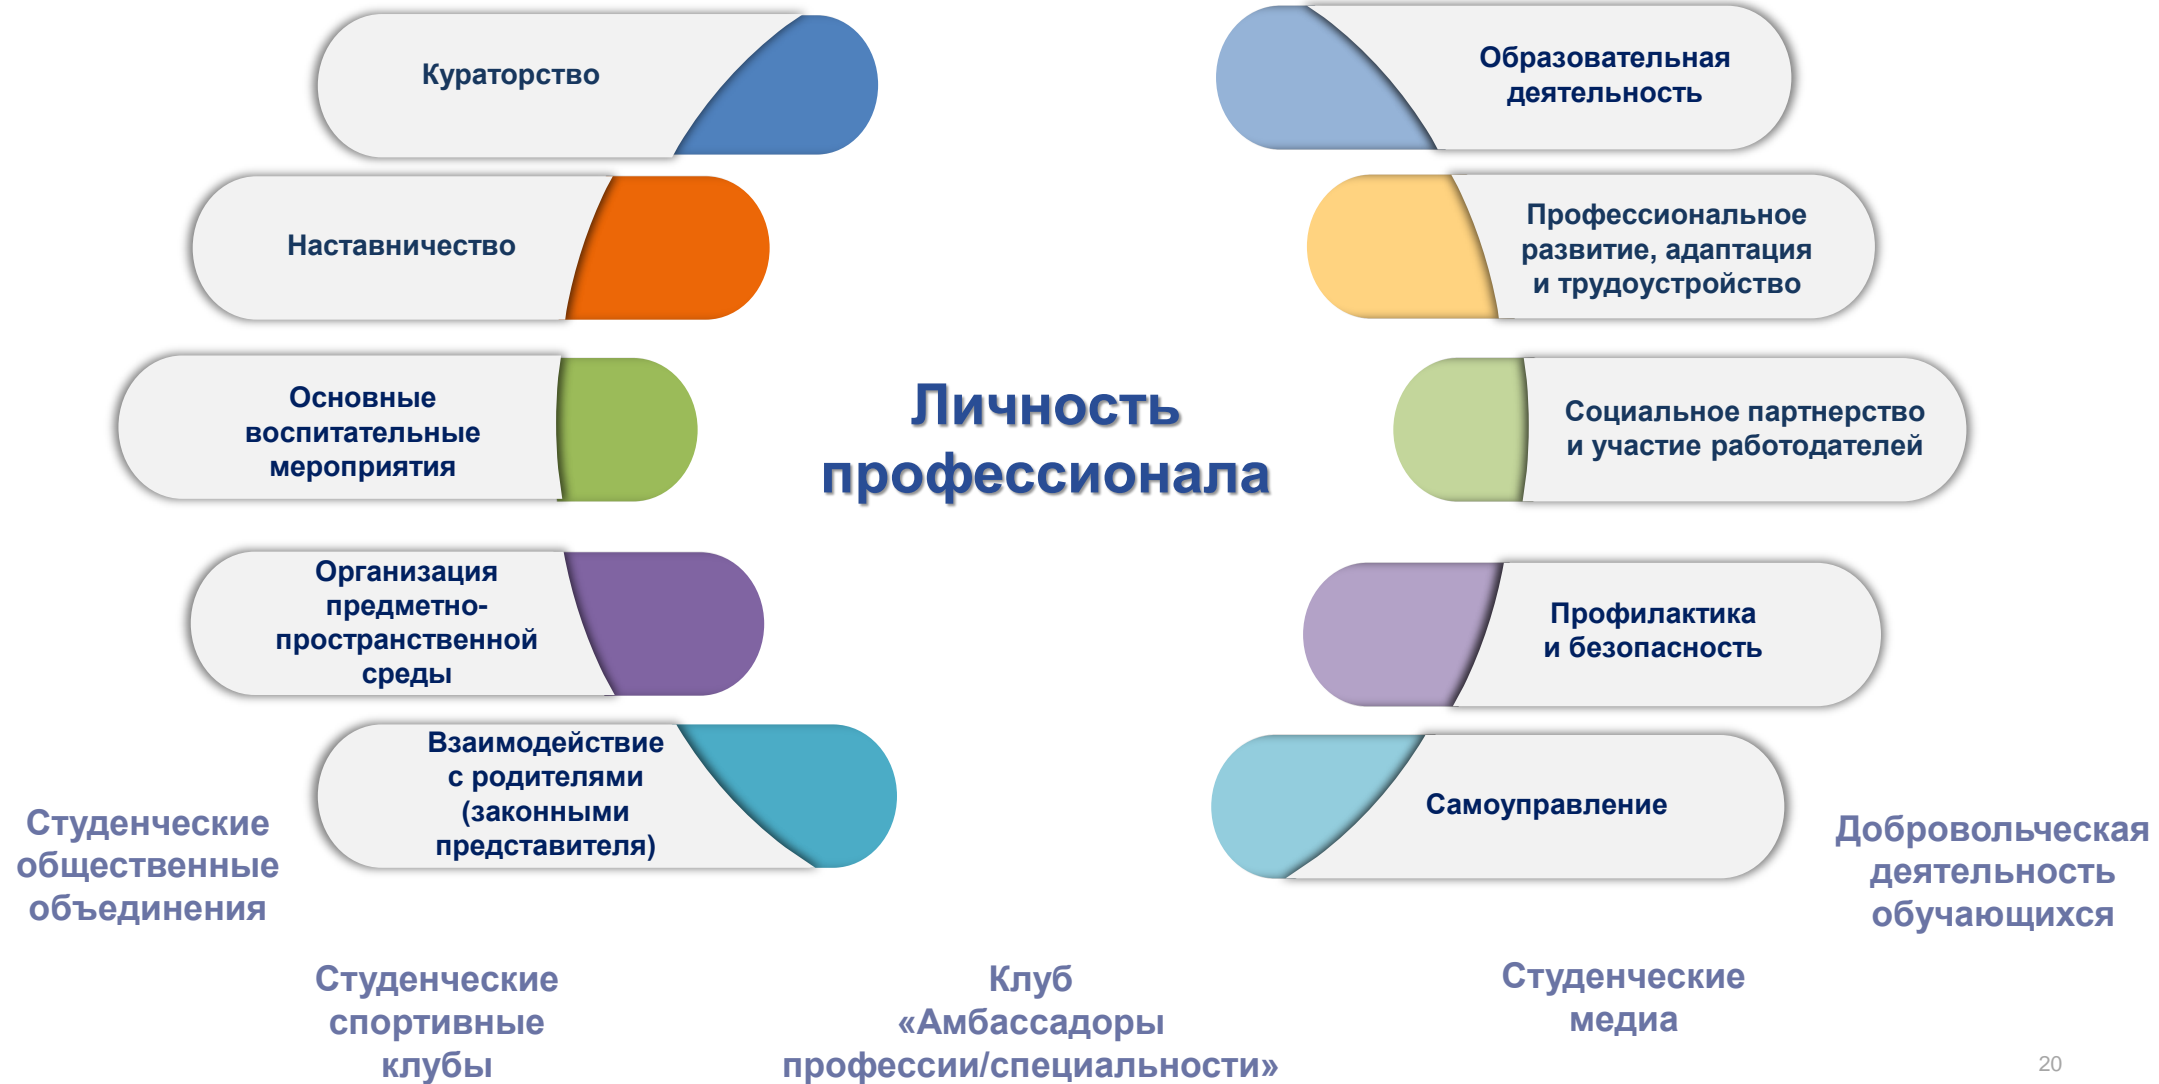 Кураторство
Наставничество
Основные
воспитательные
мероприятия
Организация
предметно-
пространственной
среды
Взаимодействие
с родителями
(законными
представителя)
Личность
профессионала
Образовательная
деятельность
Профессиональное
развитие, адаптация
и трудоустройство
Социальное партнерство
и участие работодателей
Профилактика
и безопасность
Самоуправление
Студенческие
общественные
объединения
Студенческие
спортивные
клубы
Клуб
«Амбассадоры
профессии/специальности»
Студенческие
медиа
Добровольческая
деятельность
обучающихся
20